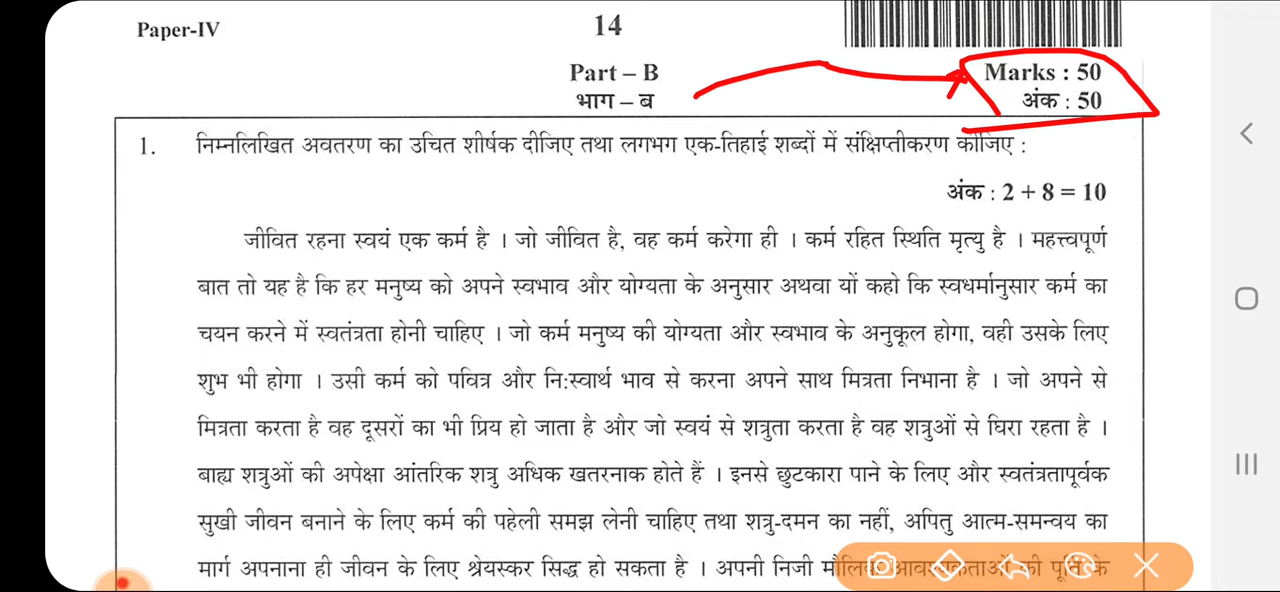 Paper-IV
14
Part – B
Marks : 50
भाग – ब
अंक : 50
1. निम्नलिखित अवतरण का उचित शीर्षक दीजिए तथा लगभग एक-तिहाई शब्दों में संक्षिप्तीकरण कीजिए :
अंक : 2 + 8 = 10
जीवित रहना स्वयं एक कर्म है । जो जीवित है, वह कर्म करेगा ही । कर्म रहित स्थिति मृत्यु है । महत्त्वपूर्ण
बात तो यह है कि हर मनुष्य को अपने स्वभाव और योग्यता के अनुसार अथवा यों कहो कि स्वधर्मानुसार कर्म का
चयन करने में स्वतंत्रता होनी चाहिए । जो कर्म मनुष्य की योग्यता और स्वभाव के अनुकूल होगा, वही उसके लिए
शुभ भी होगा । उसी कर्म को पवित्र और नि:स्वार्थ भाव से करना अपने साथ मित्रता निभाना है । जो अपने से
मित्रता करता है वह दूसरों का भी प्रिय हो जाता है और जो स्वयं से शत्रुता करता है वह शत्रुओं से घिरा रहता है ।
बाह्य शत्रुओं की अपेक्षा आंतरिक शत्रु अधिक खतरनाक होते हैं । इनसे छुटकारा पाने के लिए और स्वतंत्रतापूर्वक
सुखी जीवन बनाने के लिए कर्म की पहेली समझ लेनी चाहिए तथा शत्रु-दमन का नहीं, अपितु आत्म-समन्वय का
मार्ग अपनाना ही जीवन के लिए श्रेयस्कर सिद्ध हो सकता है । अपनी निजी मौलिक आवश्यकताओं की पूर्ति के